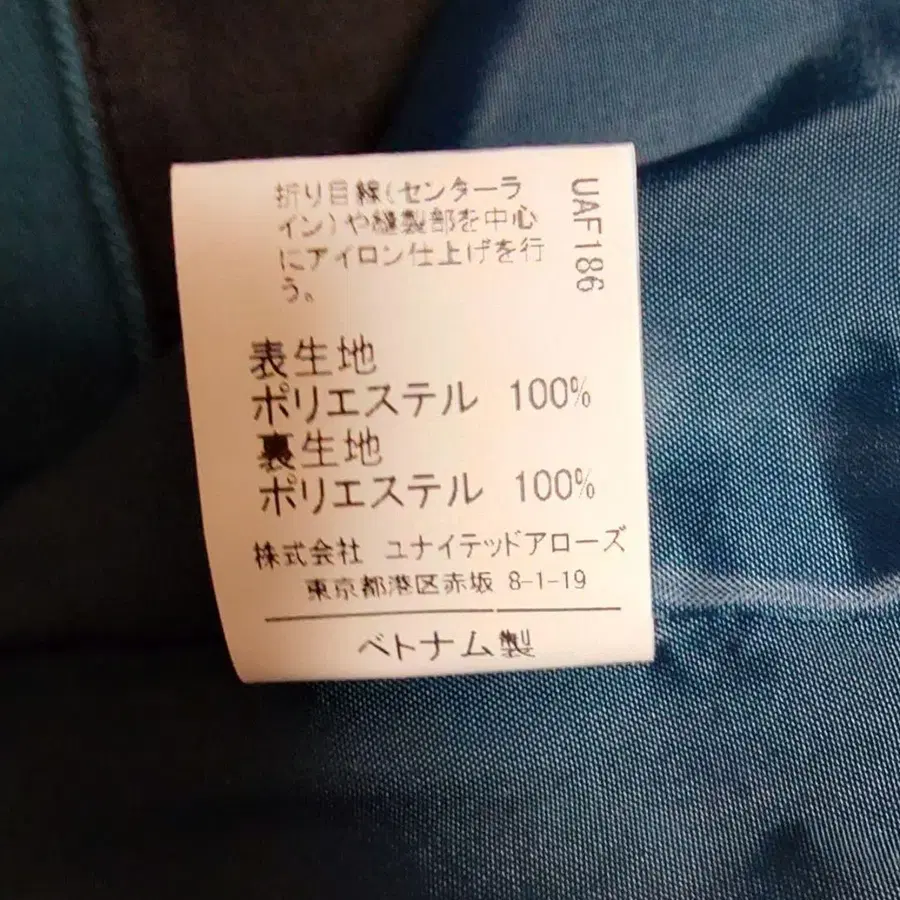 折り目線(センターラ
イン)や縫製部を中心
にアイロン仕上げを行
う。
UAF186
表生地
ポリエステル 100%
裏生地
ポリエステル 100%
株式会社 ユナイテッドアローズ
東京都港区赤坂 8-1-19
ベトナム製